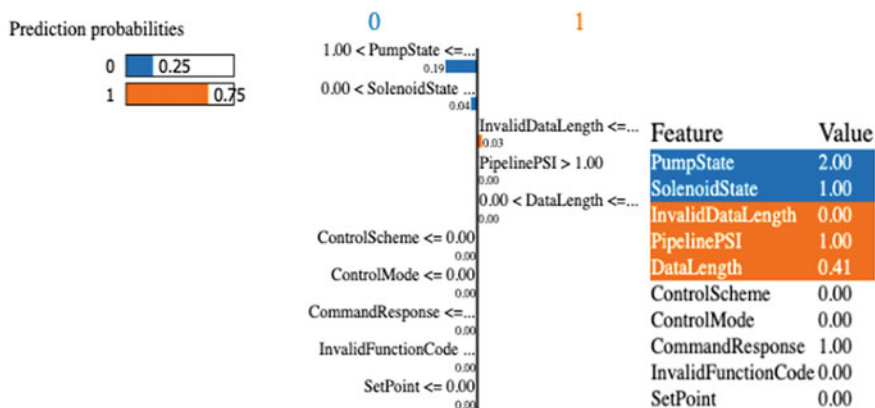 Prediction probabilities
0 0.25
1 0.75
0 1
1.00 < PumpState <=...
0.19
0.00 < SolenoidState ...
0.04
InvalidDataLength <=...
0.03
PipelinePSI > 1.00
0.00
0.00 < DataLength <=...
0.00
ControlScheme <= 0.00
0.00
ControlMode <= 0.00
0.00
CommandResponse <=...
0.00
InvalidFunctionCode ...
0.00
SetPoint <= 0.00
0.00
Feature Value
PumpState 2.00
SolenoidState 1.00
InvalidDataLength 0.00
PipelinePSI 1.00
DataLength 0.41
ControlScheme 0.00
ControlMode 0.00
CommandResponse 1.00
InvalidFunctionCode 0.00
SetPoint 0.00